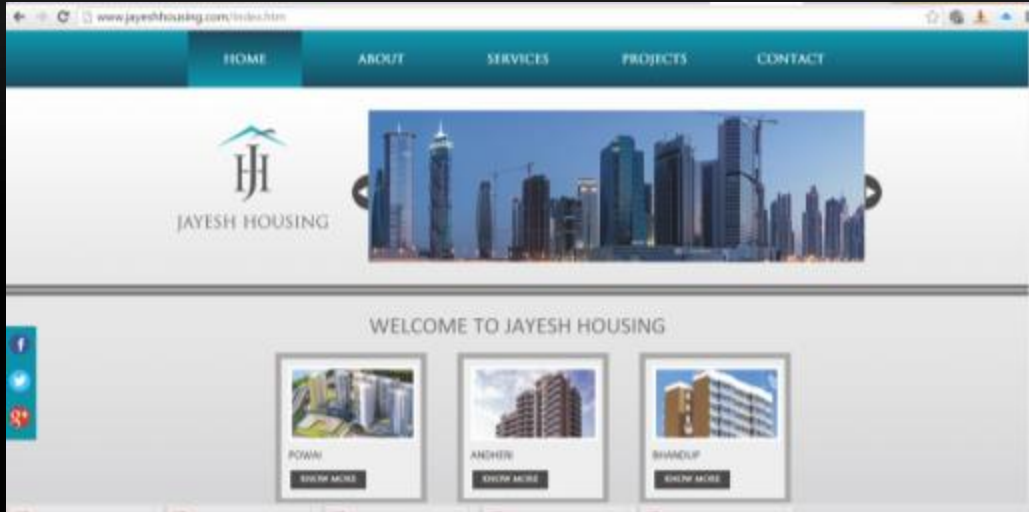 www.jayeshhousing.com/index.htm
HOME ABOUT SERVICES PROJECTS CONTACT
JH
JAYESH HOUSING
WELCOME TO JAYESH HOUSING
f
g+
POWAI ANDHERI BHANDUP
KNOW MORE KNOW MORE KNOW MORE